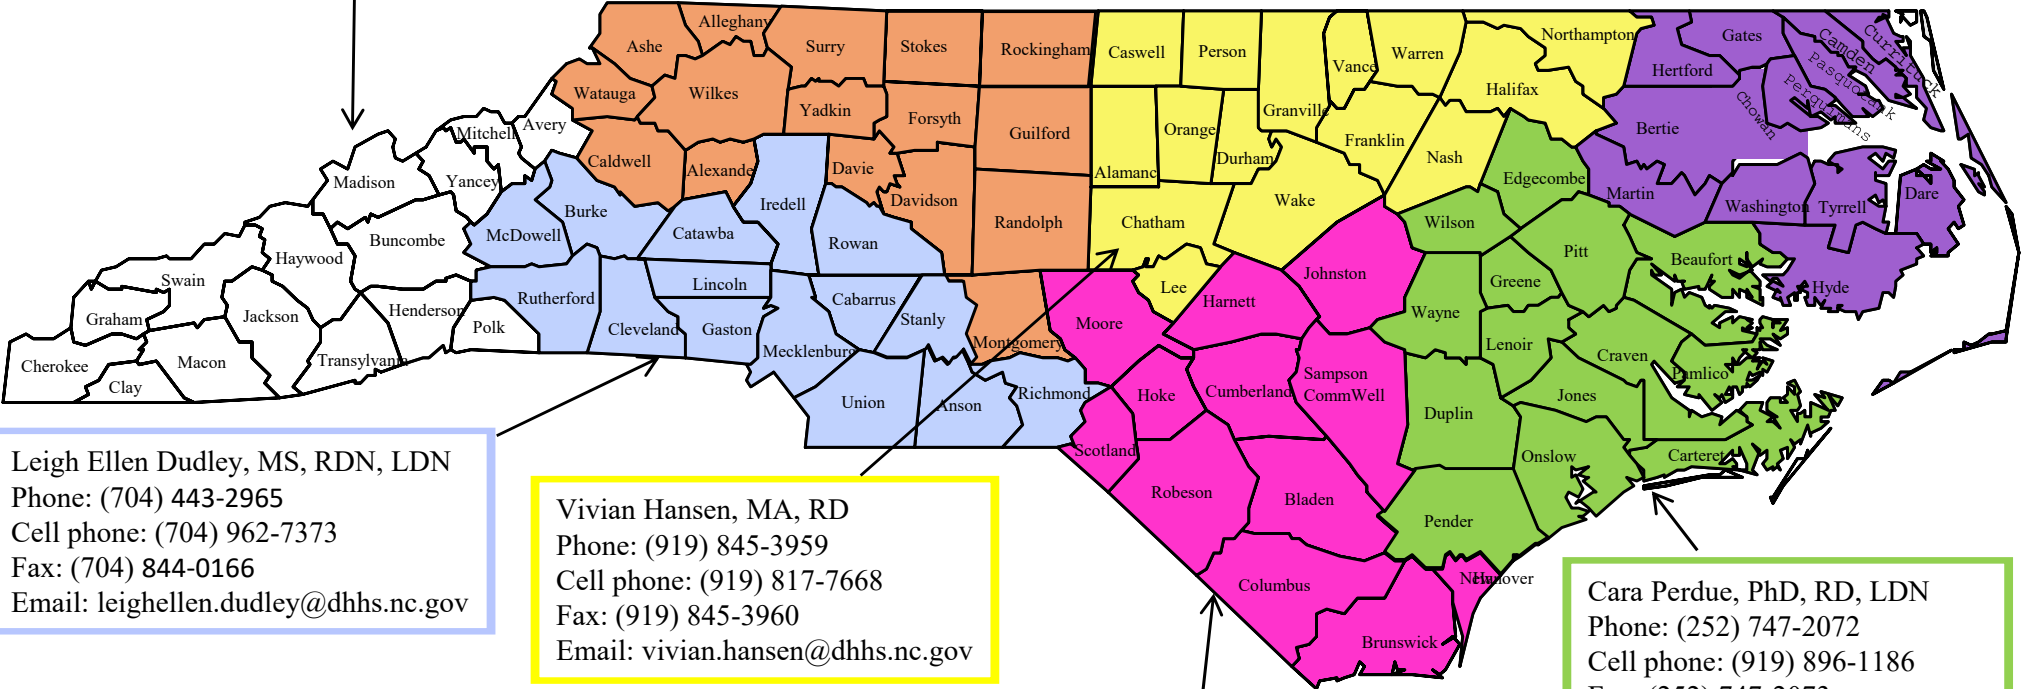 Alleghany
Ashe
Surry
Stokes
Rockingham
Caswell
Person
Vance
Warren
Northampton
Gates
Camden
Currituck
Watauga
Wilkes
Yadkin
Forsyth
Guilford
Granville
Halifax
Hertford
Pasquotank
Perquimans
Chowan
Mitchell
Avery
Caldwell
Alexande
Davie
Davidson
Alamanc
Orange
Durham
Franklin
Nash
Edgecombe
Bertie
Martin
Washington
Tyrrell
Dare
Madison
Yancey
Burke
McDowell
Catawba
Iredell
Rowan
Randolph
Chatham
Wake
Wilson
Pitt
Beaufort
Hyde
Buncombe
Haywood
Swain
Graham
Jackson
Henderson
Polk
Rutherford
Cleveland
Lincoln
Gaston
Cabarrus
Stanly
Montgomery
Moore
Lee
Harnett
Johnston
Wayne
Greene
Lenoir
Craven
Pamlico
Cherokee
Clay
Macon
Transylvania
Mecklenburg
Union
Anson
Richmond
Hoke
Cumberland
Sampson
CommWell
Duplin
Jones
Onslow
Carteret
Scotland
Robeson
Bladen
Pender
Columbus
New Hanover
Brunswick
Leigh Ellen Dudley, MS, RDN, LDN
Phone: (704) 443-2965
Cell phone: (704) 962-7373
Fax: (704) 844-0166
Email: leighellen.dudley@dhhs.nc.gov
Vivian Hansen, MA, RD
Phone: (919) 845-3959
Cell phone: (919) 817-7668
Fax: (919) 845-3960
Email: vivian.hansen@dhhs.nc.gov
Cara Perdue, PhD, RD, LDN
Phone: (252) 747-2072
Cell phone: (919) 896-1186